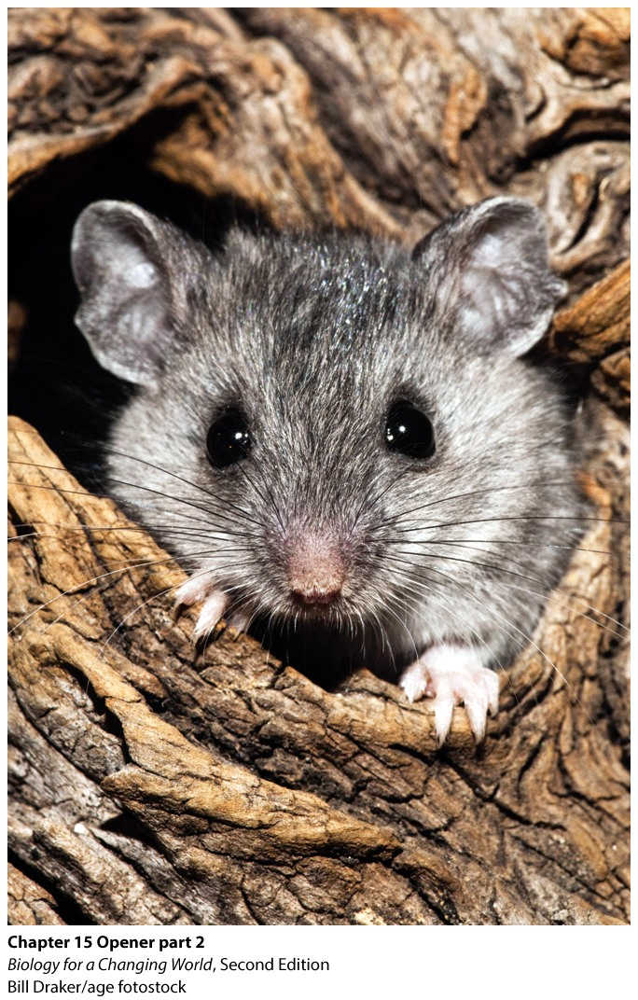 Chapter 15 Opener part 2
Biology for a Changing World, Second Edition
Bill Draker/age fotostock